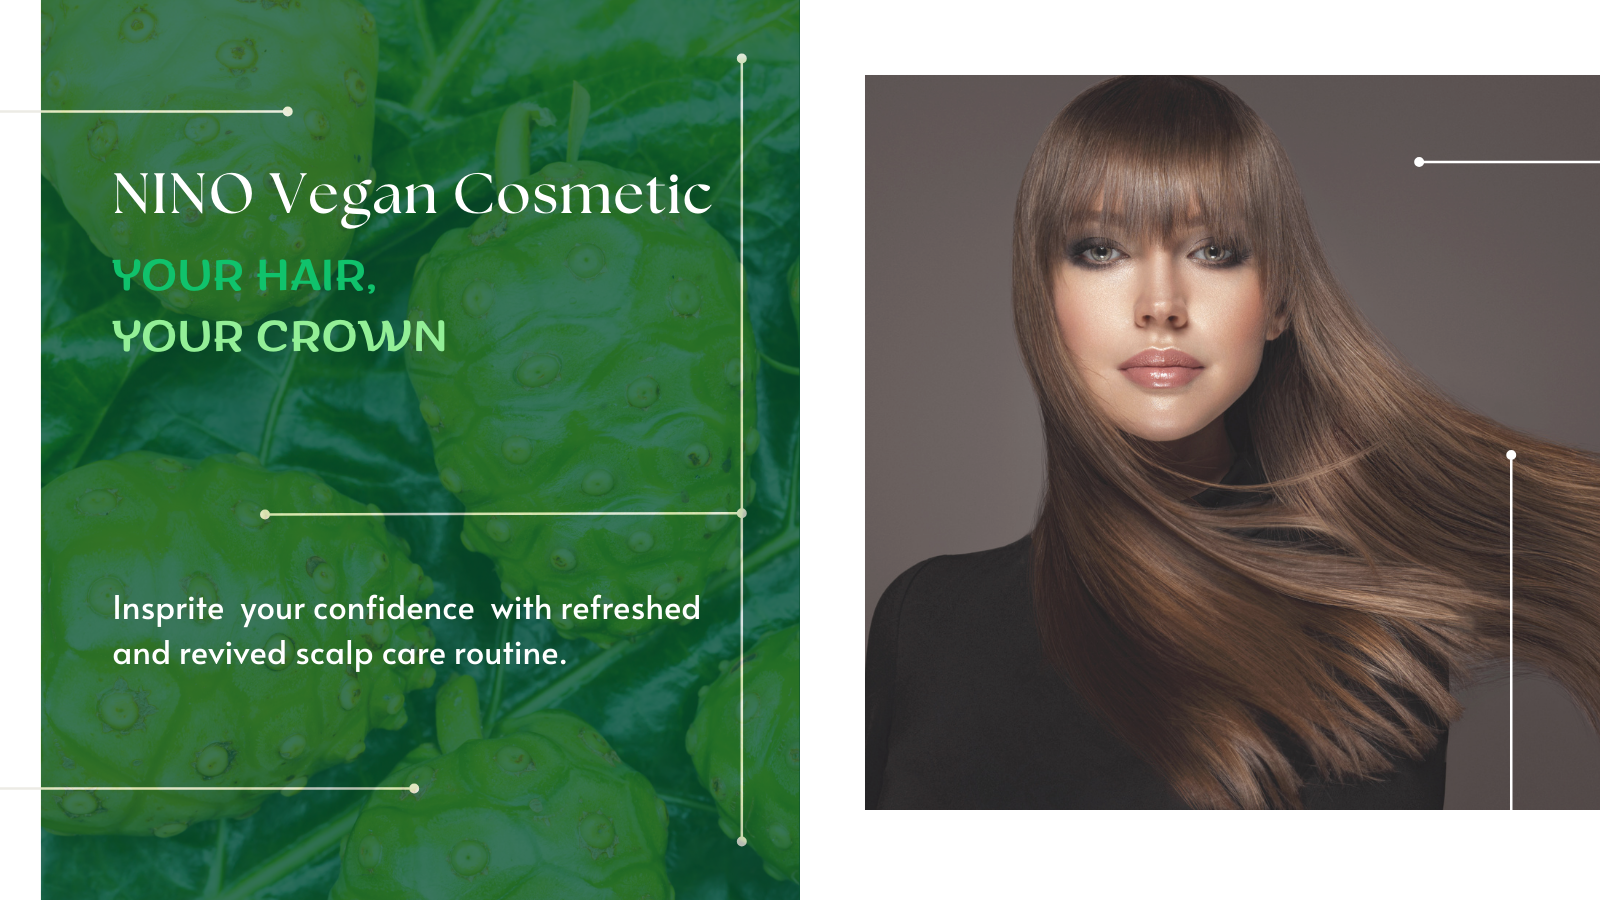 NINO Vegan Cosmetic
YOUR HAIR,
YOUR CROWN
Insprite your confidence with refreshed
and revived scalp care routine.